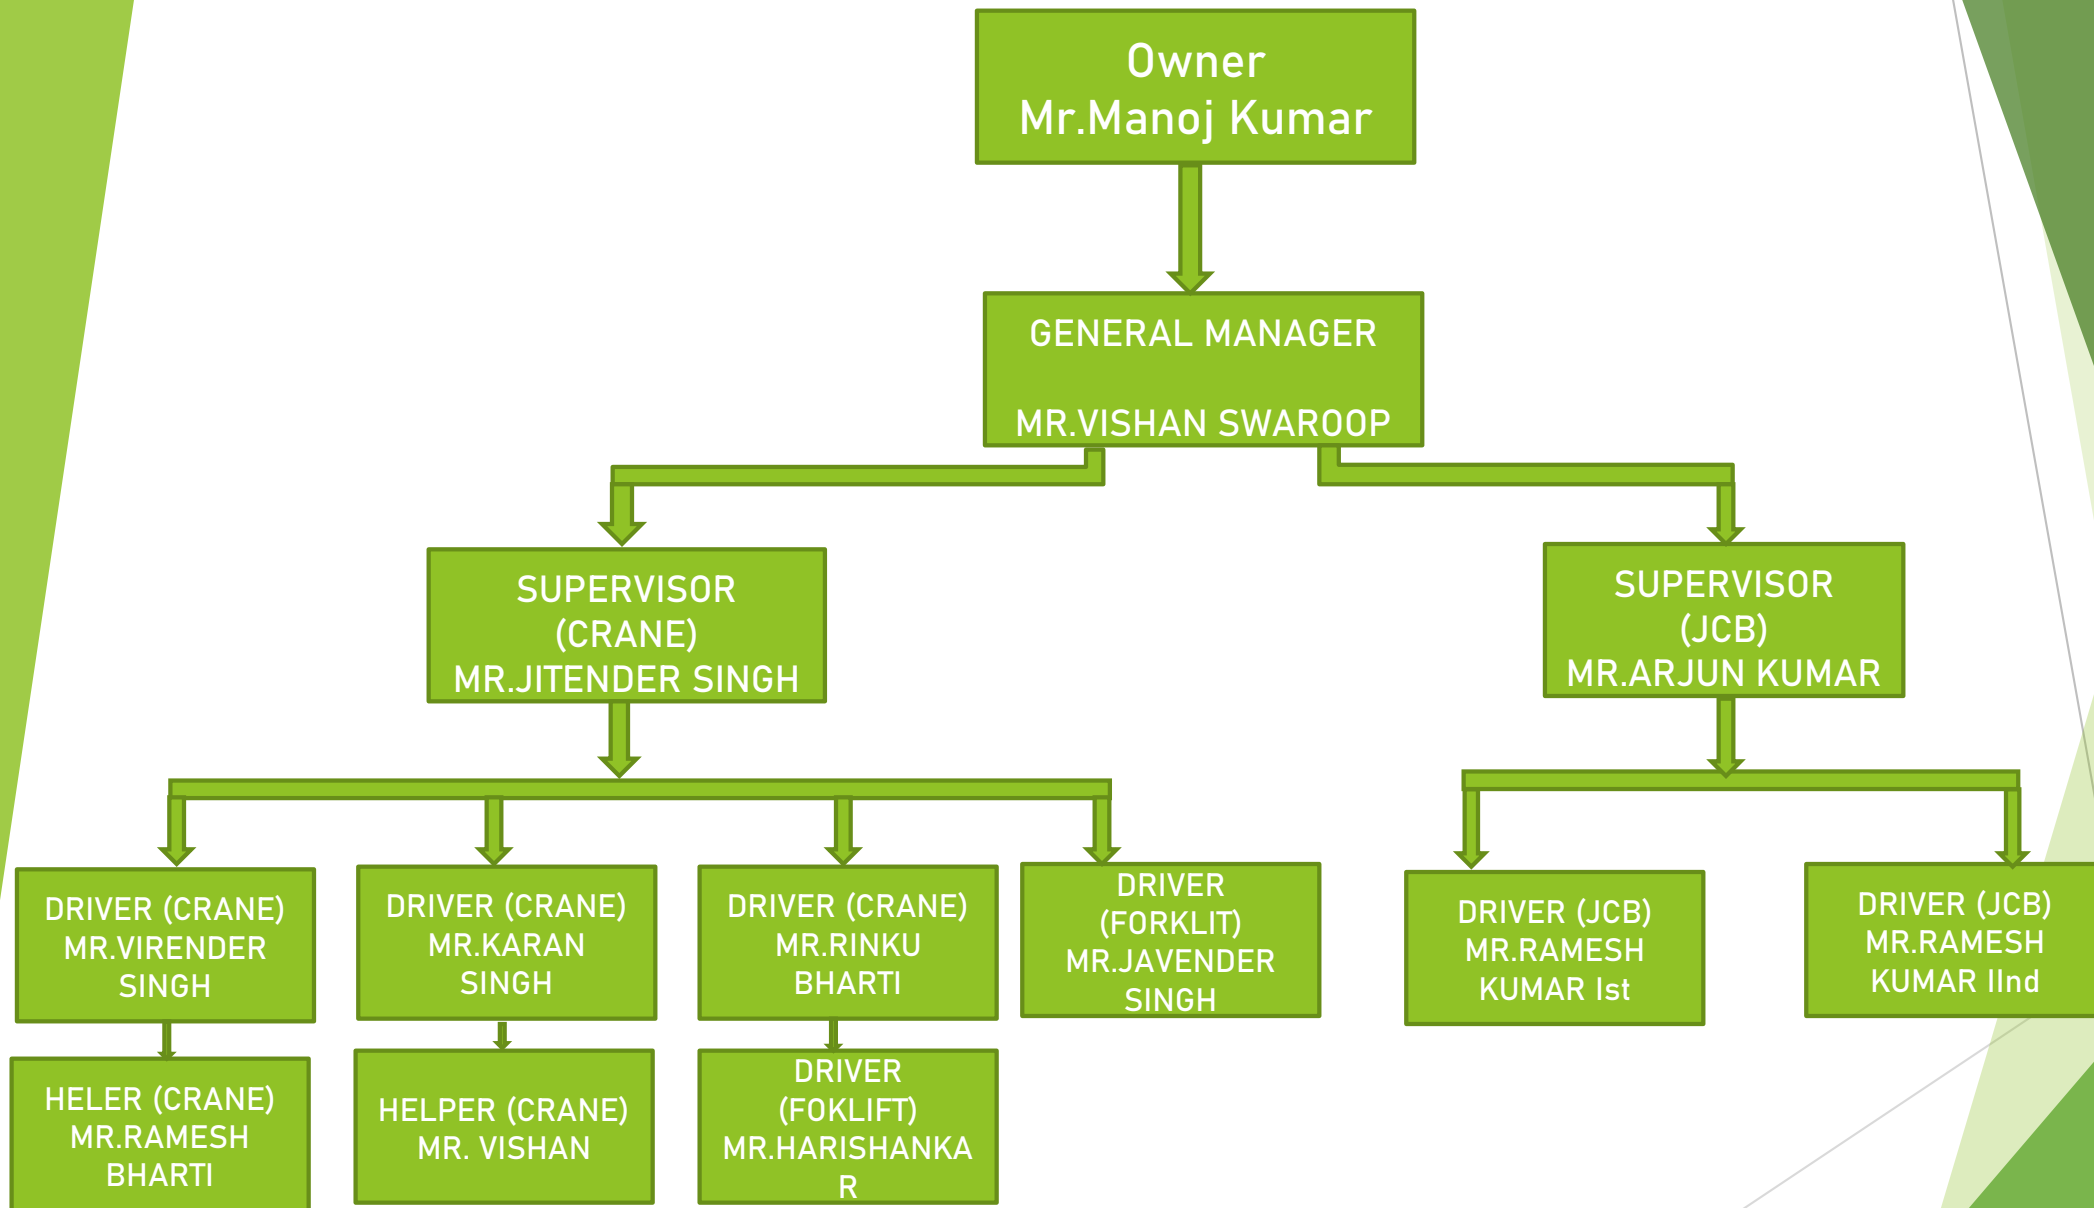 Owner
Mr.Manoj Kumar
GENERAL MANAGER
MR.VISHAN SWAROOP
SUPERVISOR
(CRANE)
MR.JITENDER SINGH
SUPERVISOR
(JCB)
MR.ARJUN KUMAR
DRIVER (CRANE)
MR.VIRENDER
SINGH
DRIVER (CRANE)
MR.KARAN
SINGH
DRIVER (CRANE)
MR.RINKU
BHARTI
DRIVER
(FORKLIT)
MR.JAVENDER
SINGH
DRIVER (JCB)
MR.RAMESH
KUMAR Ist
DRIVER (JCB)
MR.RAMESH
KUMAR IInd
HELER (CRANE)
MR.RAMESH
BHARTI
HELPER (CRANE)
MR. VISHAN
DRIVER
(FOKLIFT)
MR.HARISHANKA
R